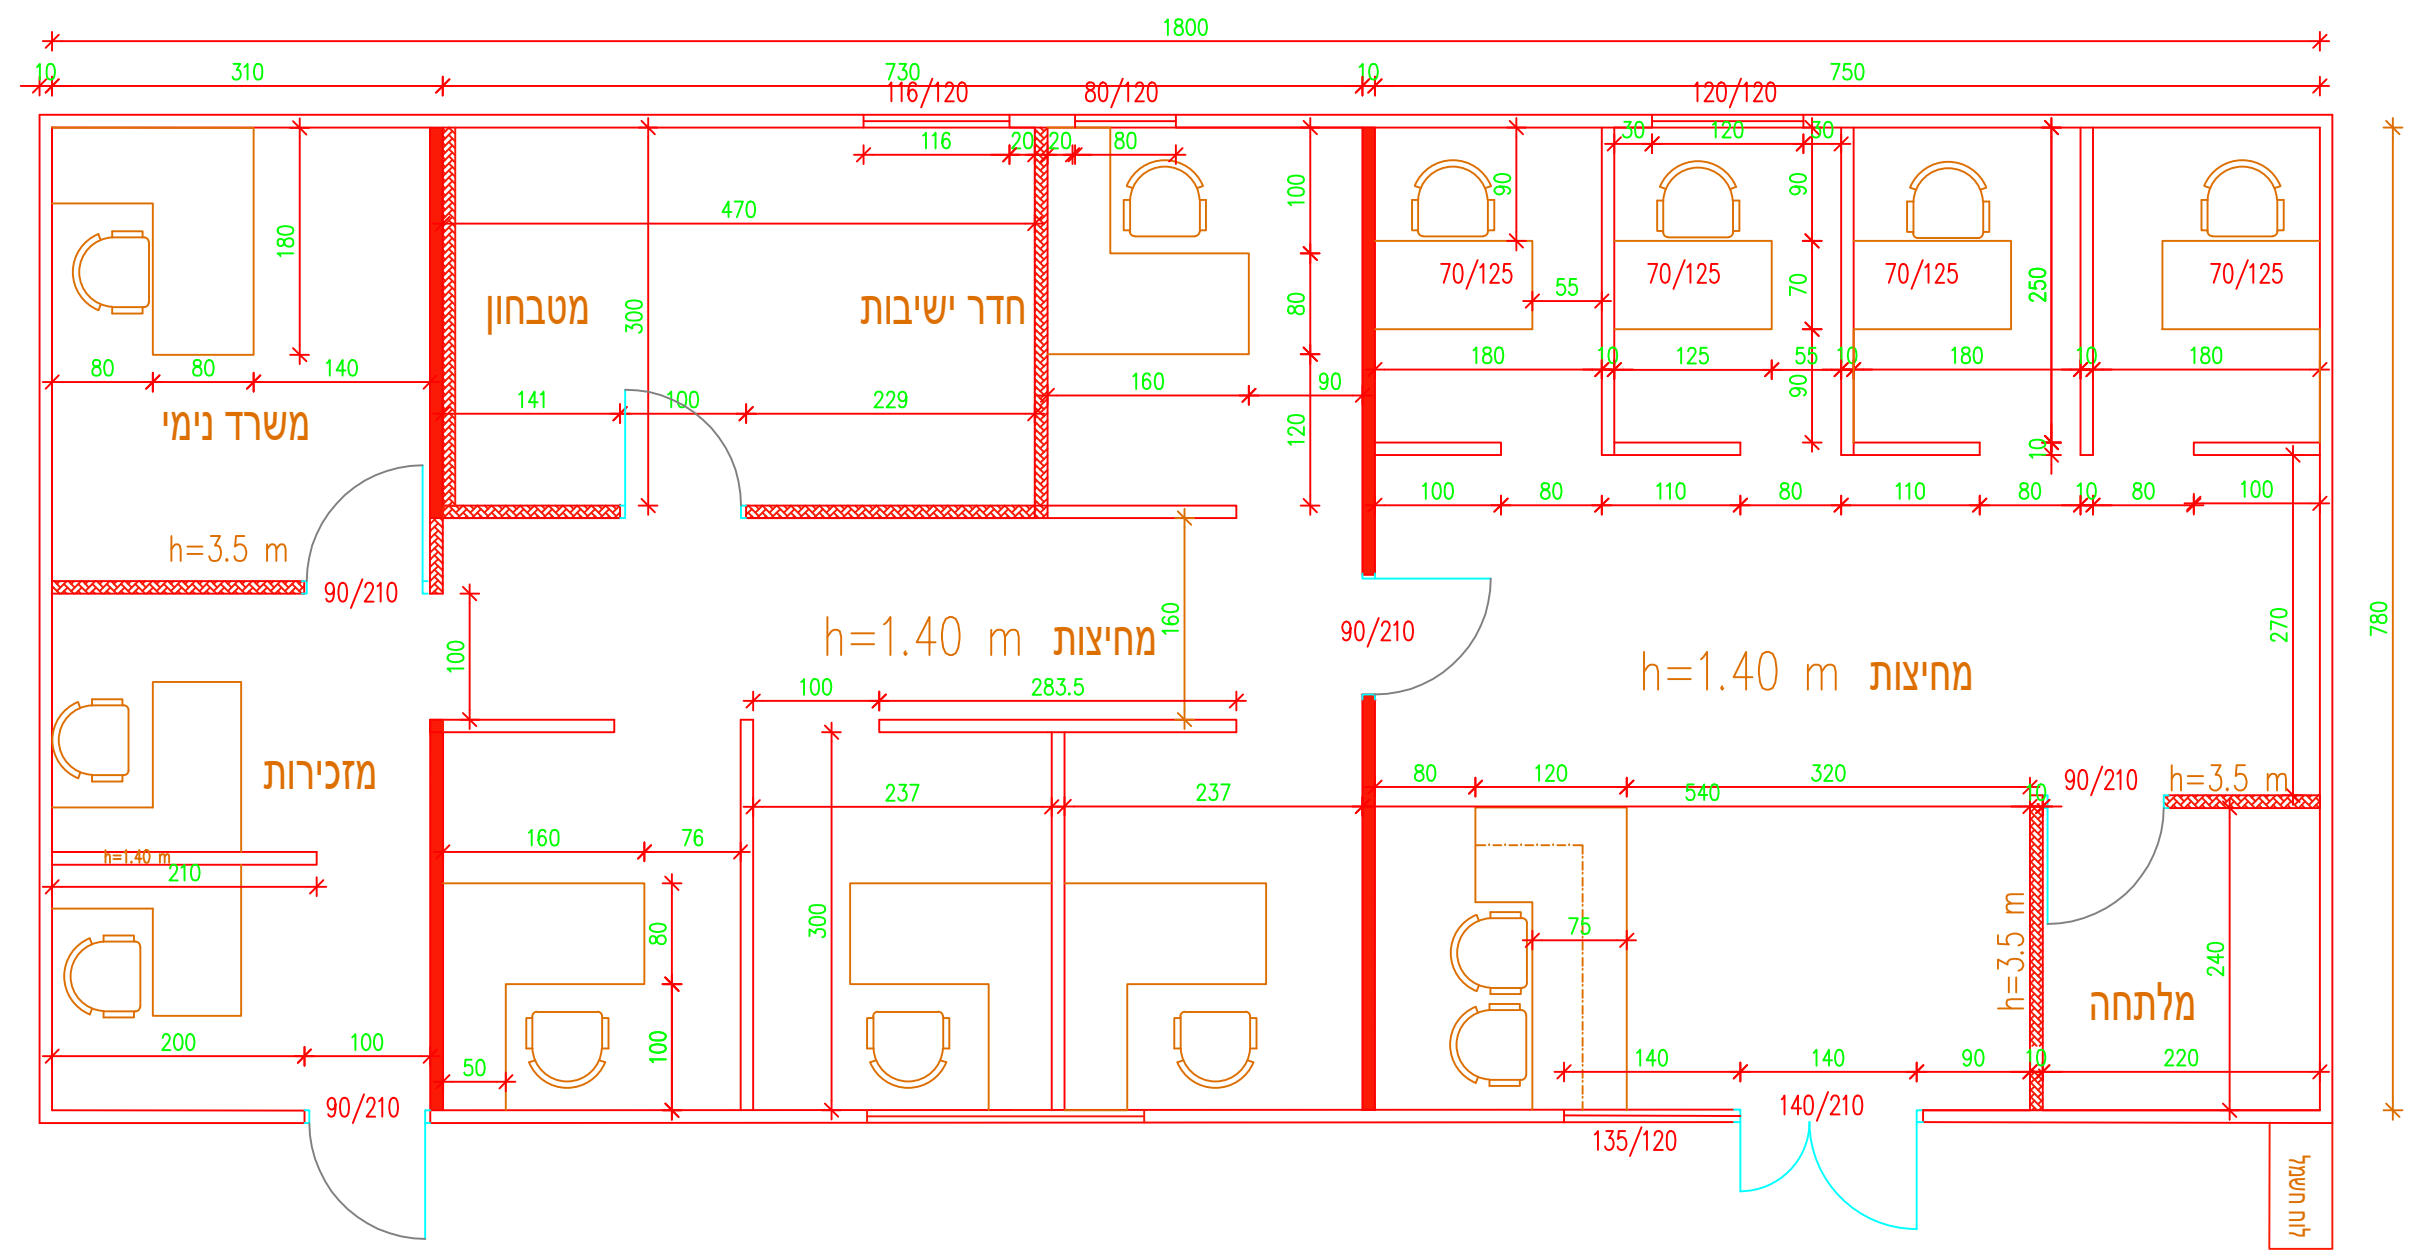 1800
10 310 730 10 750
116/120 80/120 120/120
116 20 20 80 30 120 30
180 470 300 100 90 90 250 780
70/125 70/125 70/125 70/125
מטבחון חדר ישיבות 80 55 70
80 80 140 160 90 180 10 125 55 10 180 10 180
141 100 229 120 90 10
משרד נימי
100 80 110 80 110 80 10 80 100
h=3.5 m
90/210 90/210
100 h=1.40 m מחיצות 160 270
h=1.40 m מחיצות
100 283.5
מזכירות 80 120 320 90/210 h=3.5 m
237 237 540 10
160 76
h=1.40 m
210
80 300 75 h=3.5 m 240
מלתחה
200 100 100 140 140 90 10 220
50
90/210 140/210
135/120
לוח חשמל